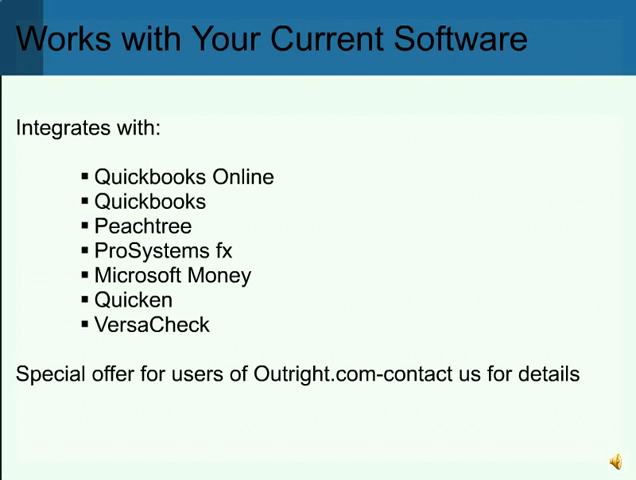 Works with Your Current Software
Integrates with:
▪ Quickbooks Online
▪ Quickbooks
▪ Peachtree
▪ ProSystems fx
▪ Microsoft Money
▪ Quicken
▪ VersaCheck
Special offer for users of Outright.com-contact us for details